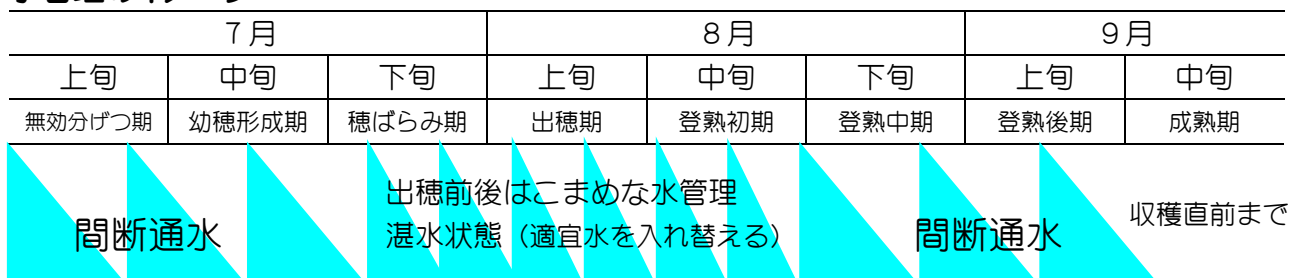 7月 8月 9月
上旬 中旬 下旬 上旬 中旬 下旬 上旬 中旬
無効分げつ期 幼穂形成期 穂ばらみ期 出穂期 登熟初期 登熟中期 登熟後期 成熟期
出穂前後はこまめな水管理
間断通水 湛水状態（適宜水を入れ替える） 間断通水 収穫直前まで